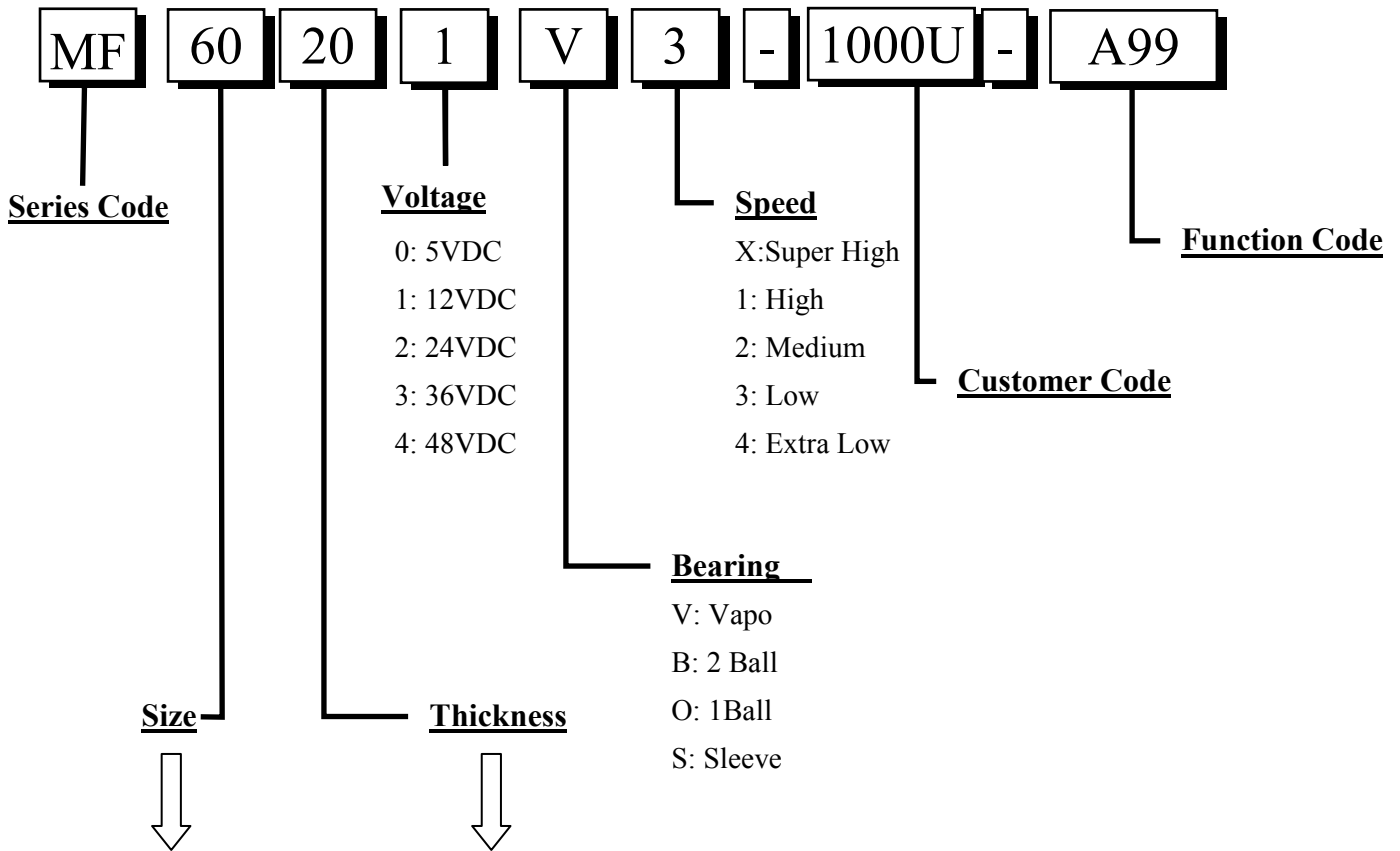 MF 60 20 1 V 3 - 1000U - A99
Series Code
Voltage
0: 5VDC
1: 12VDC
2: 24VDC
3: 36VDC
4: 48VDC
Speed
X:Super High
1: High
2: Medium
3: Low
4: Extra Low
Function Code
Customer Code
Bearing
V: Vapo
B: 2 Ball
O: 1Ball
S: Sleeve
Size
Thickness